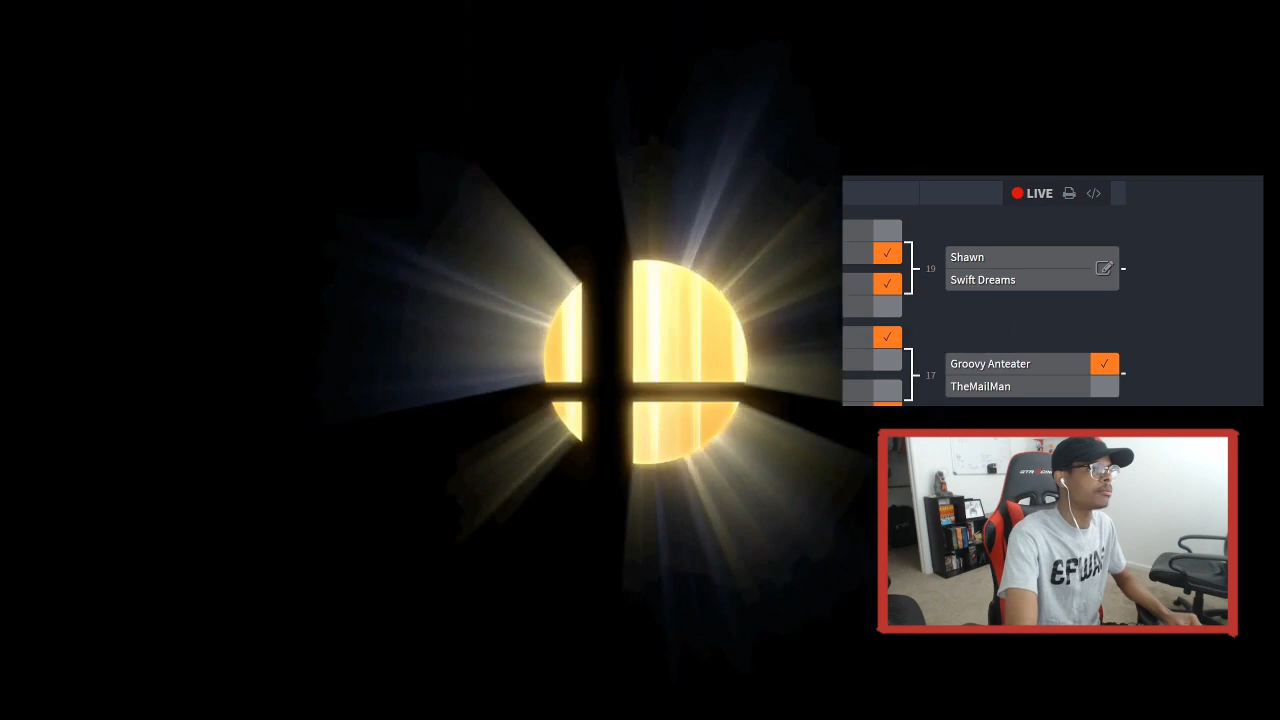 LIVE
19
Shawn
Swift Dreams
17
Groovy Anteater
TheMailMan